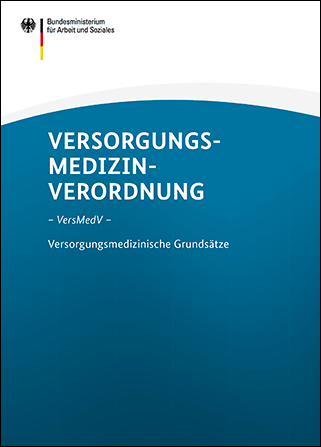 Bundesministerium
für Arbeit und Soziales
VERSORGUNGS-
MEDIZIN-
VERORDNUNG
– VersMedV –
Versorgungsmedizinische Grundsätze